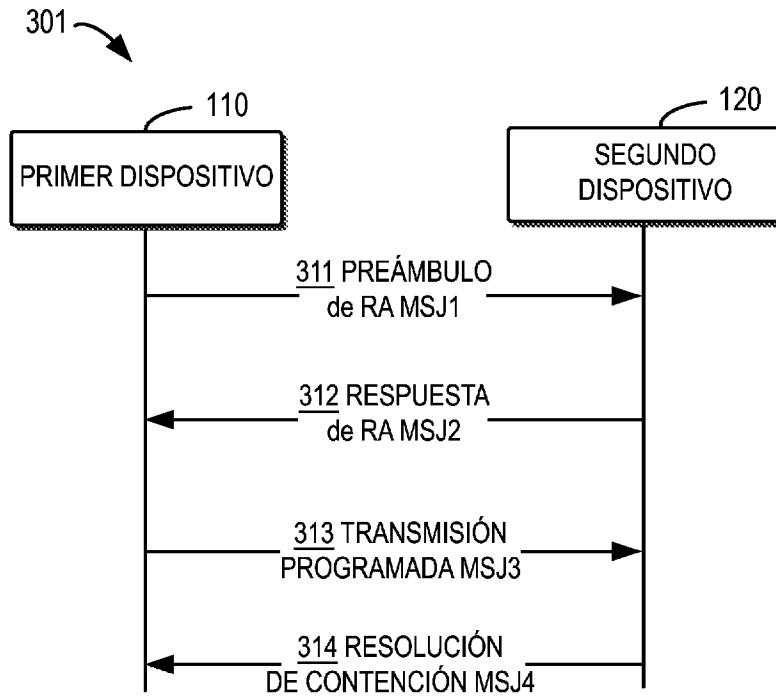 301
110
120
PRIMER DISPOSITIVO
SEGUNDO
DISPOSITIVO
311 PREÁMBULO
de RA MSJ1
312 RESPUESTA
de RA MSJ2
313 TRANSMISIÓN
PROGRAMADA MSJ3
314 RESOLUCIÓN
DE CONTENCIÓN MSJ4